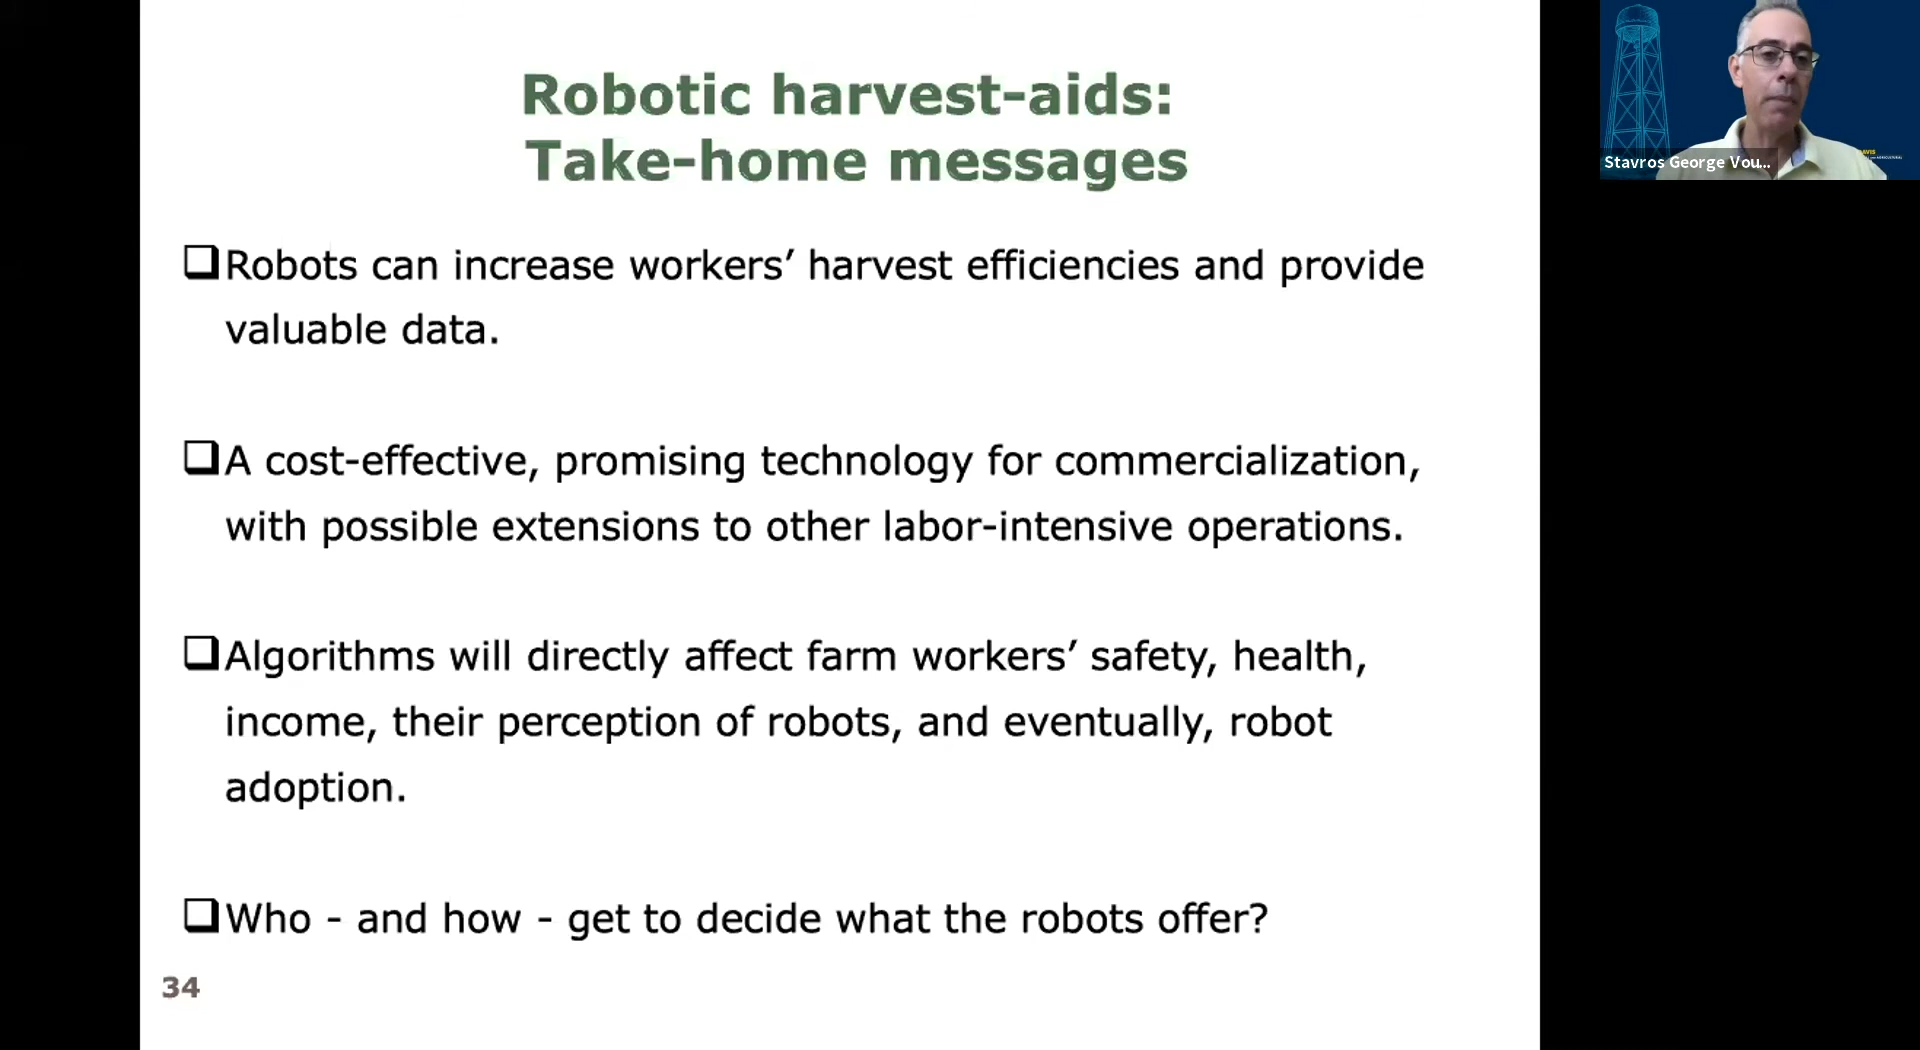 Robotic harvest-aids:
Take-home messages
Robots can increase workers’ harvest efficiencies and provide
valuable data.
A cost-effective, promising technology for commercialization,
with possible extensions to other labor-intensive operations.
Algorithms will directly affect farm workers’ safety, health,
income, their perception of robots, and eventually, robot
adoption.
Who - and how - get to decide what the robots offer?
34
Stavros George Vou...